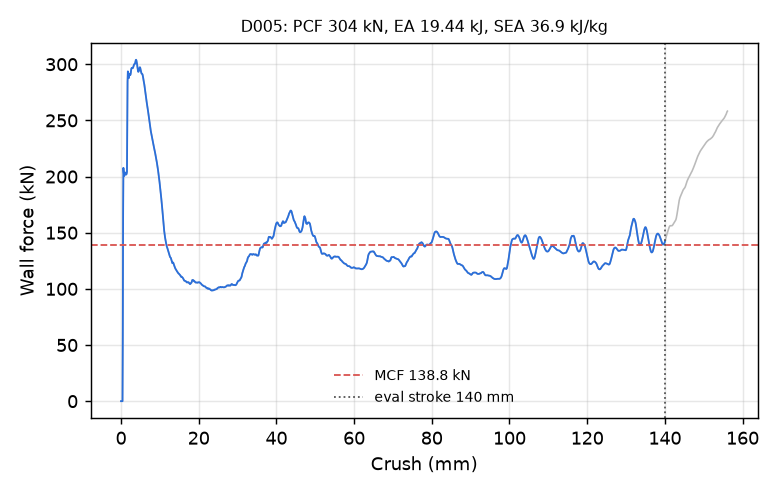 D005: PCF 304 kN, EA 19.44 kJ, SEA 36.9 kJ/kg
Wall force (kN)
300
250
200
150
100
50
0
MCF 138.8 kN
eval stroke 140 mm
0 20 40 60 80 100 120 140 160
Crush (mm)